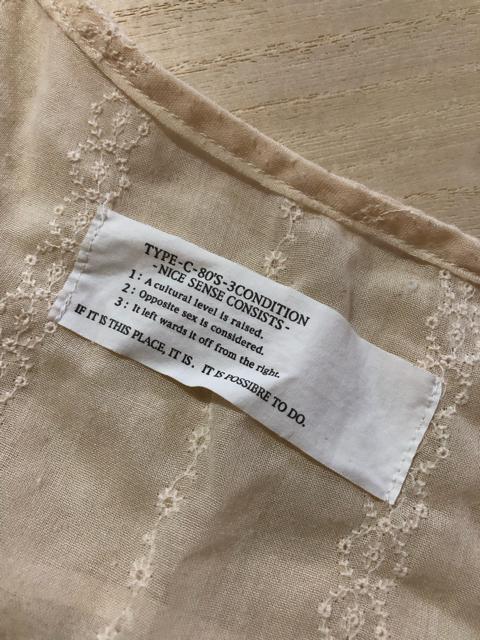 TYPE-C-80'S-3CONDITION
-NICE SENSE CONSISTS-
1: A cultural level is raised.
2: Opposite sex is considered.
3: It left wards it off from the right.
IF IT IS THIS PLACE, IT IS. IT IS POSSIBRE TO DO.